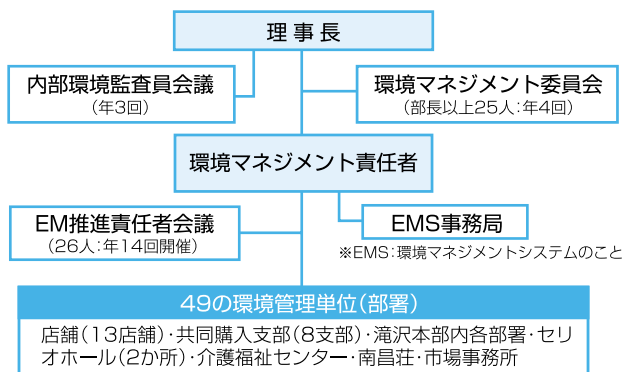 理事長
内部環境監査員会議
（年3回）
環境マネジメント委員会
（部長以上25人：年4回）
環境マネジメント責任者
EM推進責任者会議
（26人：年14回開催）
EMS事務局
※EMS：環境マネジメントシステムのこと
49の環境管理単位（部署）
店舗（13店舗）・共同購入支部（8支部）・滝沢本部内各部署・セリ
オホール（2か所）・介護福祉センター・南昌荘・市場事務所